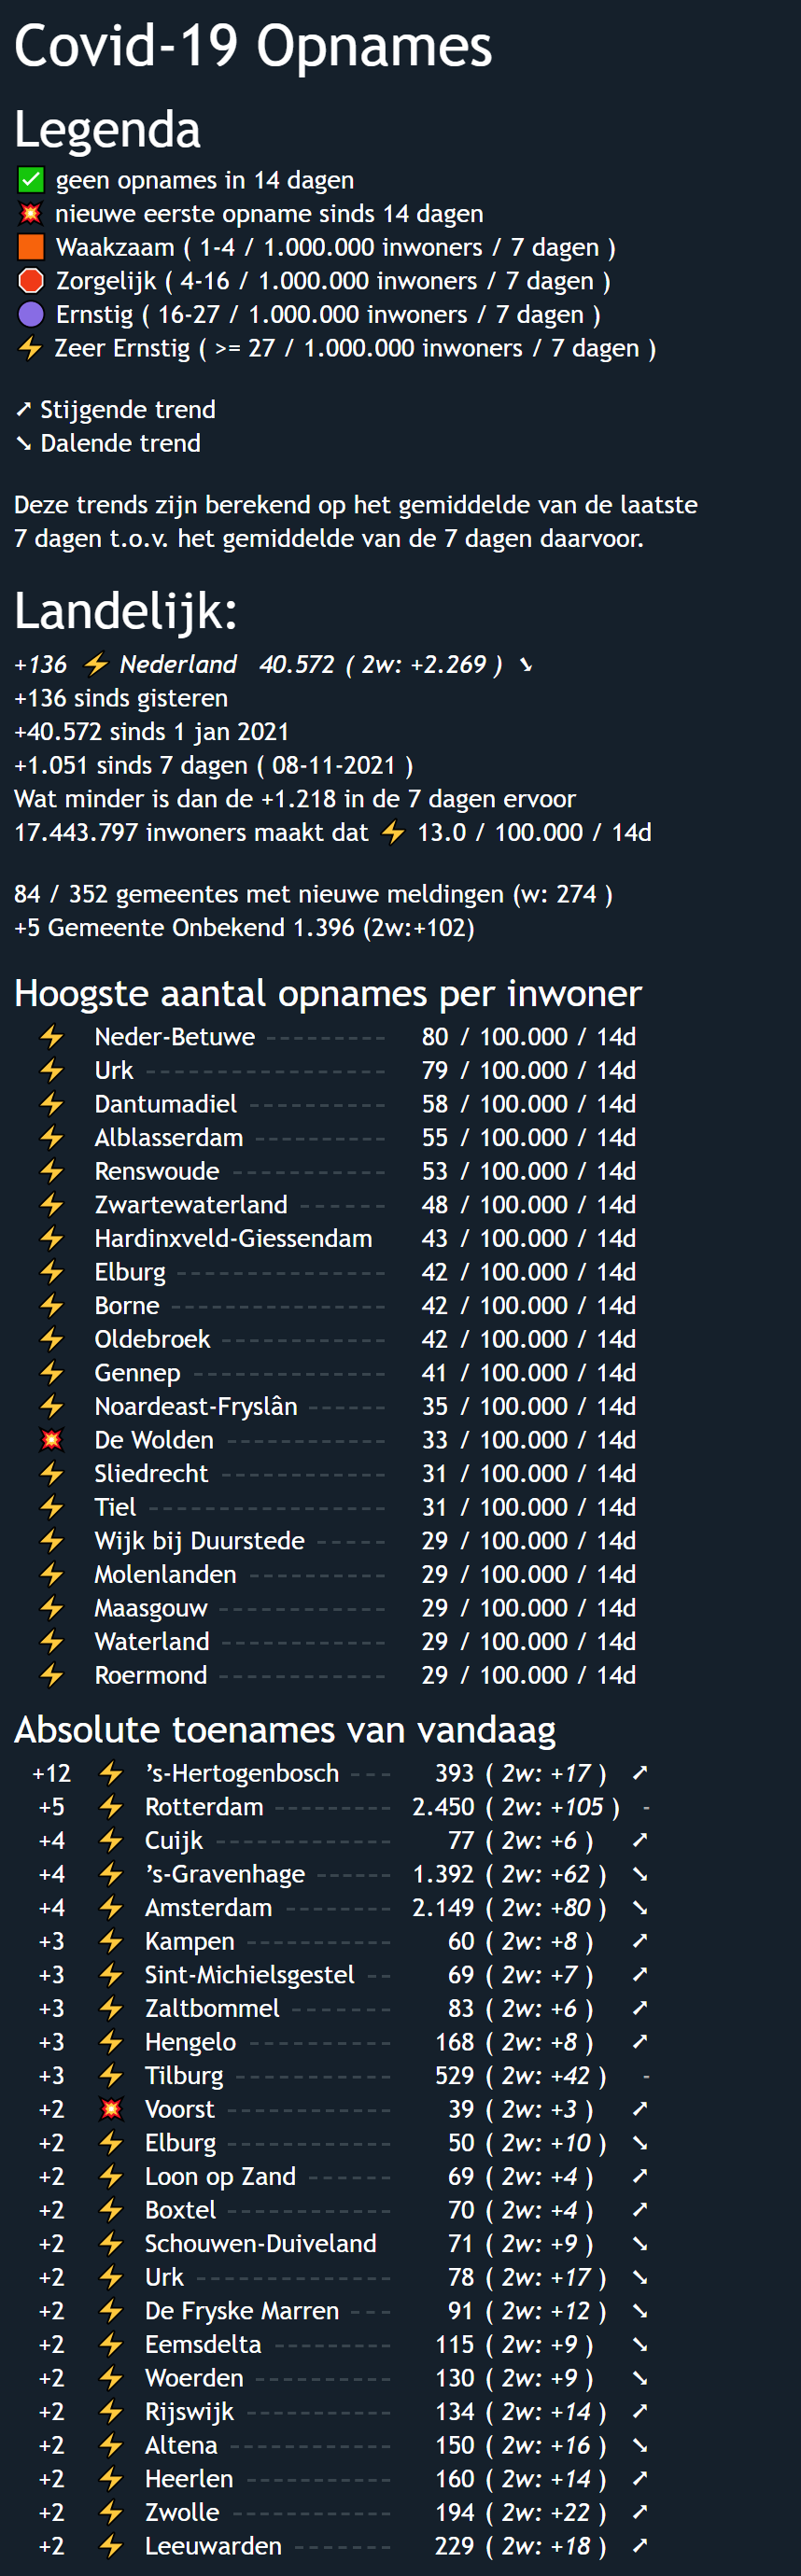 Covid-19 Opnames
Legenda
✅ geen opnames in 14 dagen
💥 nieuwe eerste opname sinds 14 dagen
🟧 Waakzaam ( 1-4 / 1.000.000 inwoners / 7 dagen )
🛑 Zorgelijk ( 4-16 / 1.000.000 inwoners / 7 dagen )
🟣 Ernstig ( 16-27 / 1.000.000 inwoners / 7 dagen )
⚡ Zeer Ernstig ( >= 27 / 1.000.000 inwoners / 7 dagen )
➚ Stijgende trend
➘ Dalende trend
Deze trends zijn berekend op het gemiddelde van de laatste
7 dagen t.o.v. het gemiddelde van de 7 dagen daarvoor.
Landelijk:
+136 ⚡ Nederland 40.572 ( 2w: +2.269 ) ➘
+136 sinds gisteren
+40.572 sinds 1 jan 2021
+1.051 sinds 7 dagen ( 08-11-2021 )
Wat minder is dan de +1.218 in de 7 dagen ervoor
17.443.797 inwoners maakt dat ⚡ 13.0 / 100.000 / 14d
84 / 352 gemeentes met nieuwe meldingen (w: 274 )
+5 Gemeente Onbekend 1.396 (2w:+102)
Hoogste aantal opnames per inwoner
⚡ Neder-Betuwe --------- 80 / 100.000 / 14d
⚡ Urk ------------------ 79 / 100.000 / 14d
⚡ Dantumadiel ---------- 58 / 100.000 / 14d
⚡ Alblasserdam ---------- 55 / 100.000 / 14d
⚡ Renswoude ------------ 53 / 100.000 / 14d
⚡ Zwartewaterland ------ 48 / 100.000 / 14d
⚡ Hardinxveld-Giessendam 43 / 100.000 / 14d
⚡ Elburg --------------- 42 / 100.000 / 14d
⚡ Borne ---------------- 42 / 100.000 / 14d
⚡ Oldebroek ------------ 42 / 100.000 / 14d
⚡ Gennep -------------- 41 / 100.000 / 14d
⚡ Noardeast-Fryslân ----- 35 / 100.000 / 14d
💥 De Wolden ----------- 33 / 100.000 / 14d
⚡ Sliedrecht ------------ 31 / 100.000 / 14d
⚡ Tiel ------------------ 31 / 100.000 / 14d
⚡ Wijk bij Duurstede ----- 29 / 100.000 / 14d
⚡ Molenlanden ---------- 29 / 100.000 / 14d
⚡ Maasgouw ------------ 29 / 100.000 / 14d
⚡ Waterland ------------ 29 / 100.000 / 14d
⚡ Roermond ------------ 29 / 100.000 / 14d
Absolute toenames van vandaag
+12 ⚡ ’s-Hertogenbosch --- 393 ( 2w: +17 ) ➚
+5 ⚡ Rotterdam --------- 2.450 ( 2w: +105 ) -
+4 ⚡ Cuijk -------------- 77 ( 2w: +6 ) ➚
+4 ⚡ ’s-Gravenhage ------ 1.392 ( 2w: +62 ) ➘
+4 ⚡ Amsterdam -------- 2.149 ( 2w: +80 ) ➘
+3 ⚡ Kampen ----------- 60 ( 2w: +8 ) ➚
+3 ⚡ Sint-Michielsgestel -- 69 ( 2w: +7 ) ➚
+3 ⚡ Zaltbommel ------- 83 ( 2w: +6 ) ➚
+3 ⚡ Hengelo ----------- 168 ( 2w: +8 ) ➚
+3 ⚡ Tilburg ------------ 529 ( 2w: +42 ) -
+2 💥 Voorst ------------ 39 ( 2w: +3 ) ➚
+2 ⚡ Elburg ------------ 50 ( 2w: +10 ) ➘
+2 ⚡ Loon op Zand ------ 69 ( 2w: +4 ) ➚
+2 ⚡ Boxtel ------------ 70 ( 2w: +4 ) ➚
+2 ⚡ Schouwen-Duiveland 71 ( 2w: +9 ) ➘
+2 ⚡ Urk --------------- 78 ( 2w: +17 ) ➘
+2 ⚡ De Fryske Marren --- 91 ( 2w: +12 ) ➘
+2 ⚡ Eemsdelta --------- 115 ( 2w: +9 ) ➘
+2 ⚡ Woerden ---------- 130 ( 2w: +9 ) ➘
+2 ⚡ Rijswijk ----------- 134 ( 2w: +14 ) ➚
+2 ⚡ Altena ------------ 150 ( 2w: +16 ) ➘
+2 ⚡ Heerlen ----------- 160 ( 2w: +14 ) ➚
+2 ⚡ Zwolle ------------ 194 ( 2w: +22 ) ➚
+2 ⚡ Leeuwarden ------- 229 ( 2w: +18 ) ➚